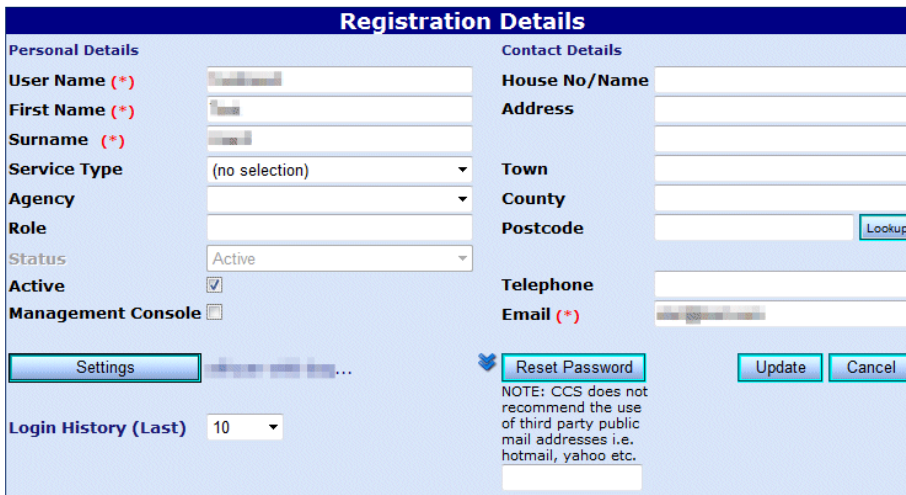 Registration Details
Personal Details
Contact Details
User Name (*)
House No/Name
First Name (*)
Address
Surname (*)
Service Type (no selection)
Town
Agency
County
Role
Postcode
Lookup
Status Active
Active
Telephone
Management Console
Email (*)
Settings
...
Reset Password
Update
Cancel
NOTE: CCS does not
recommend the use
of third party public
mail addresses i.e.
hotmail, yahoo etc.
Login History (Last) 10